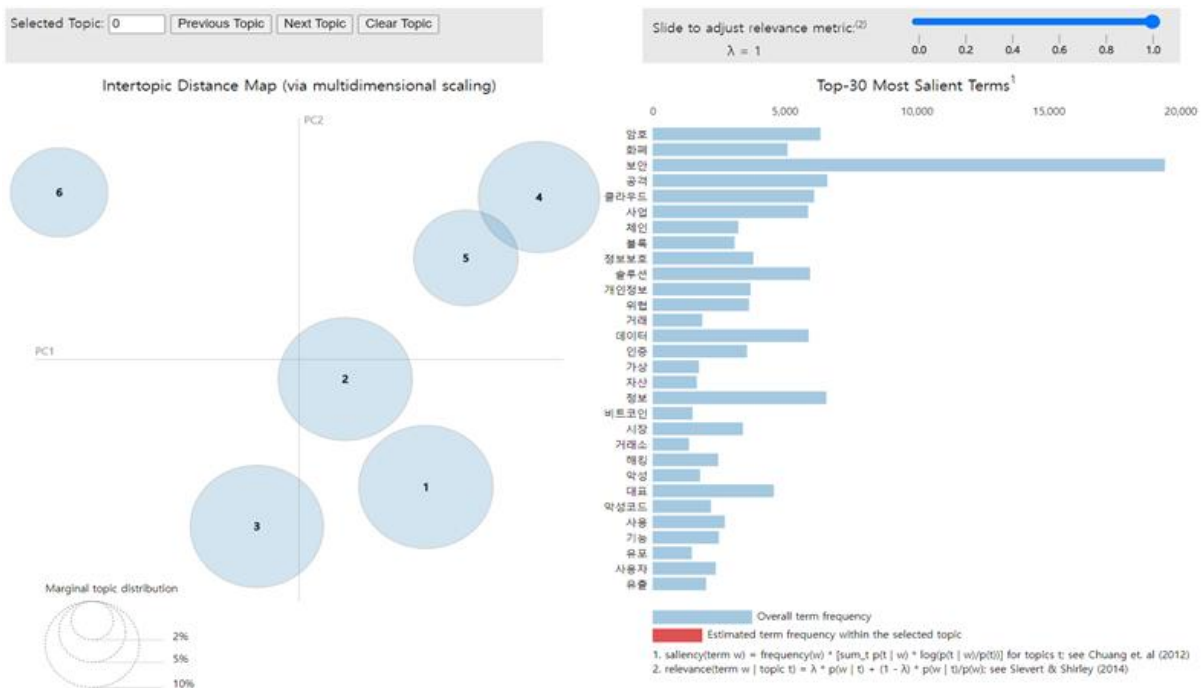 Selected Topic: 0 Previous Topic Next Topic Clear Topic
Slide to adjust relevance metric:(2)
λ = 1
0.0 0.2 0.4 0.6 0.8 1.0
Intertopic Distance Map (via multidimensional scaling)
PC2
PC1
6
4
5
2
1
3
Marginal topic distribution
2%
5%
10%
Top-30 Most Salient Terms1
0 5,000 10,000 15,000 20,000
암호
화폐
보안
공격
클라우드
사업
체인
블록
정보보호
솔루션
개인정보
위협
거래
데이터
인증
가상
자산
정보
비트코인
시장
거래소
해킹
악성
대표
악성코드
사용
기능
유포
사용자
유출
Overall term frequency
Estimated term frequency within the selected topic
1. saliency(term w) = frequency(w) * [sum_t p(t | w) * log(p(t | w)/p(t))] for topics t; see Chuang et. al (2012)
2. relevance(term w | topic t) = λ * p(w | t) + (1 - λ) * p(w | t)/p(w); see Sievert & Shirley (2014)